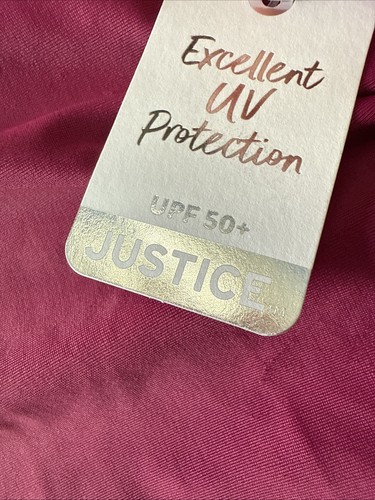 Excellent
UV
Protection
UPF 50+
JUSTICE